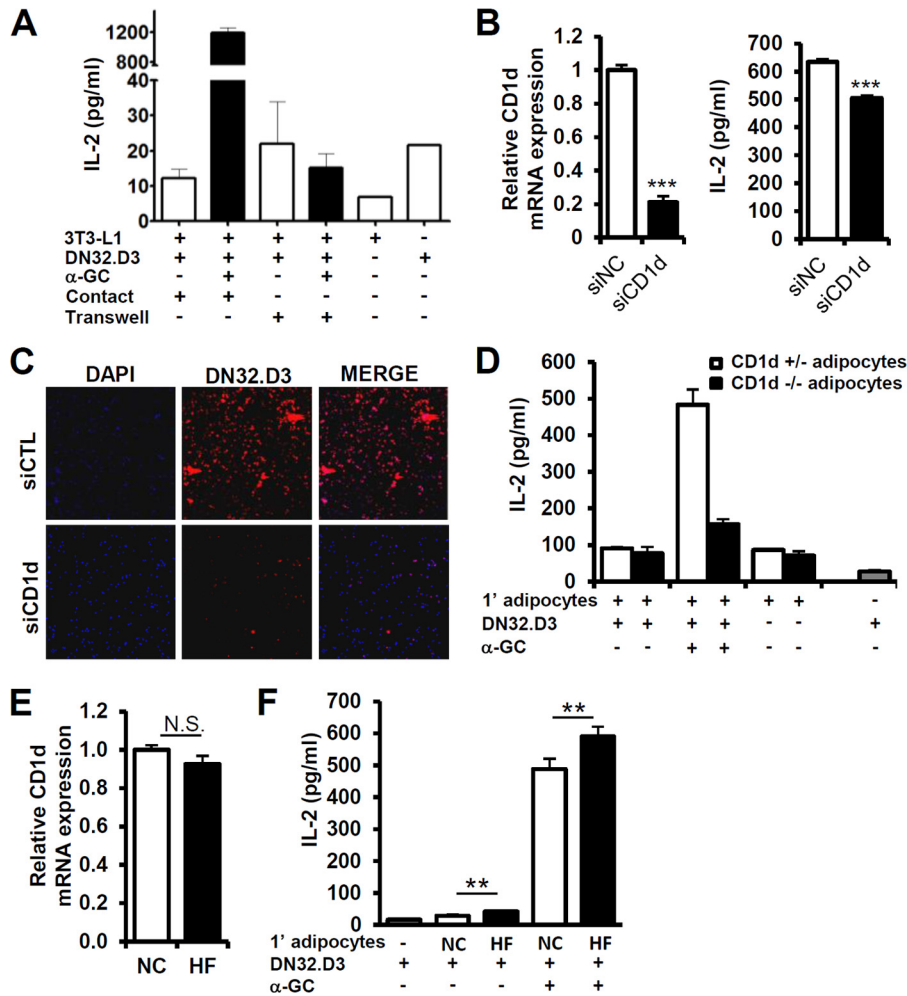 A
IL-2 (pg/ml)
1200
800
40
20
10
0
3T3-L1 + + + + + -
DN32.D3 + + + + - +
α-GC - + - + - -
Contact + + - - - -
Transwell - - + + - -
B
Relative CD1d
mRNA expression
1.2
1
0.8
0.6
0.4
0.2
0
***
siNC
siCD1d
IL-2 (pg/ml)
700
600
500
400
300
200
100
0
***
siNC
siCD1d
C
DAPI DN32.D3 MERGE
siCTL
siCD1d
D
CD1d +/- adipocytes
CD1d -/- adipocytes
IL-2 (pg/ml)
600
500
400
300
200
100
0
1' adipocytes + + + + + + -
DN32.D3 + + + + - - +
α-GC - - + + - - -
E
Relative CD1d
mRNA expression
1.2
1.0
0.8
0.6
0.4
0.2
0.0
N.S.
NC HF
F
IL-2 (pg/ml)
700
600
500
400
300
200
100
0
**
**
1' adipocytes - NC HF NC HF
DN32.D3 + + + + +
α-GC - - - + +